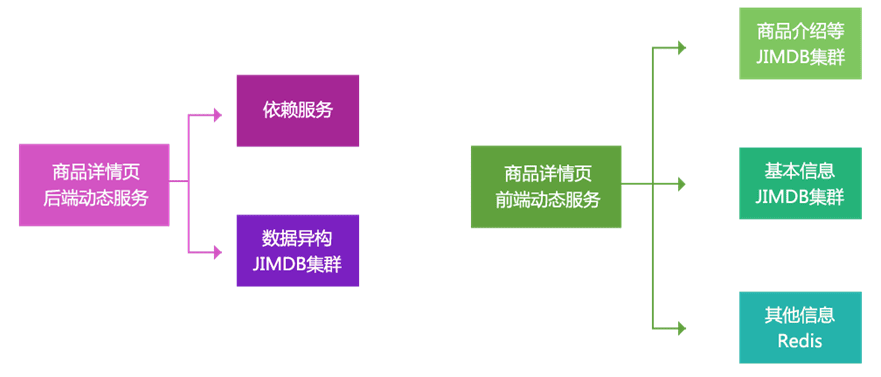 商品详情页
后端动态服务
依赖服务
数据异构
JIMDB集群
商品详情页
前端动态服务
商品介绍等
JIMDB集群
基本信息
JIMDB集群
其他信息
Redis